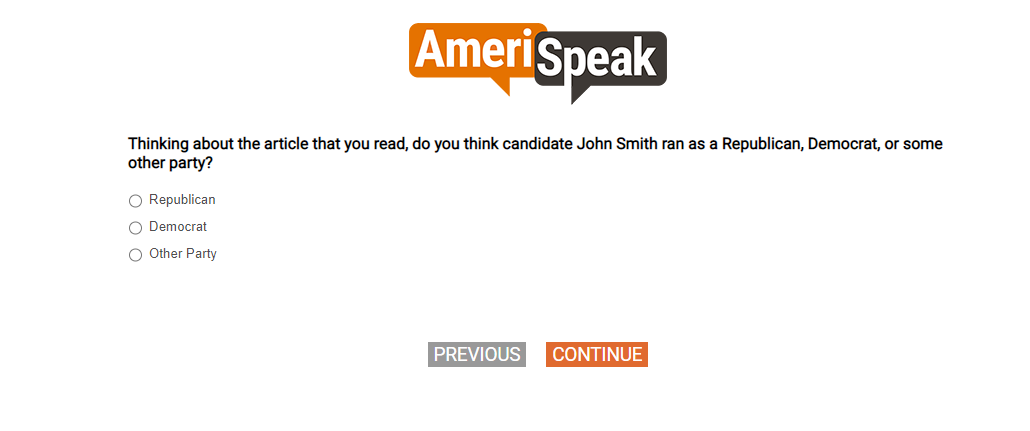 AmeriSpeak
Thinking about the article that you read, do you think candidate John Smith ran as a Republican, Democrat, or some
other party?
Republican
Democrat
Other Party
PREVIOUS CONTINUE